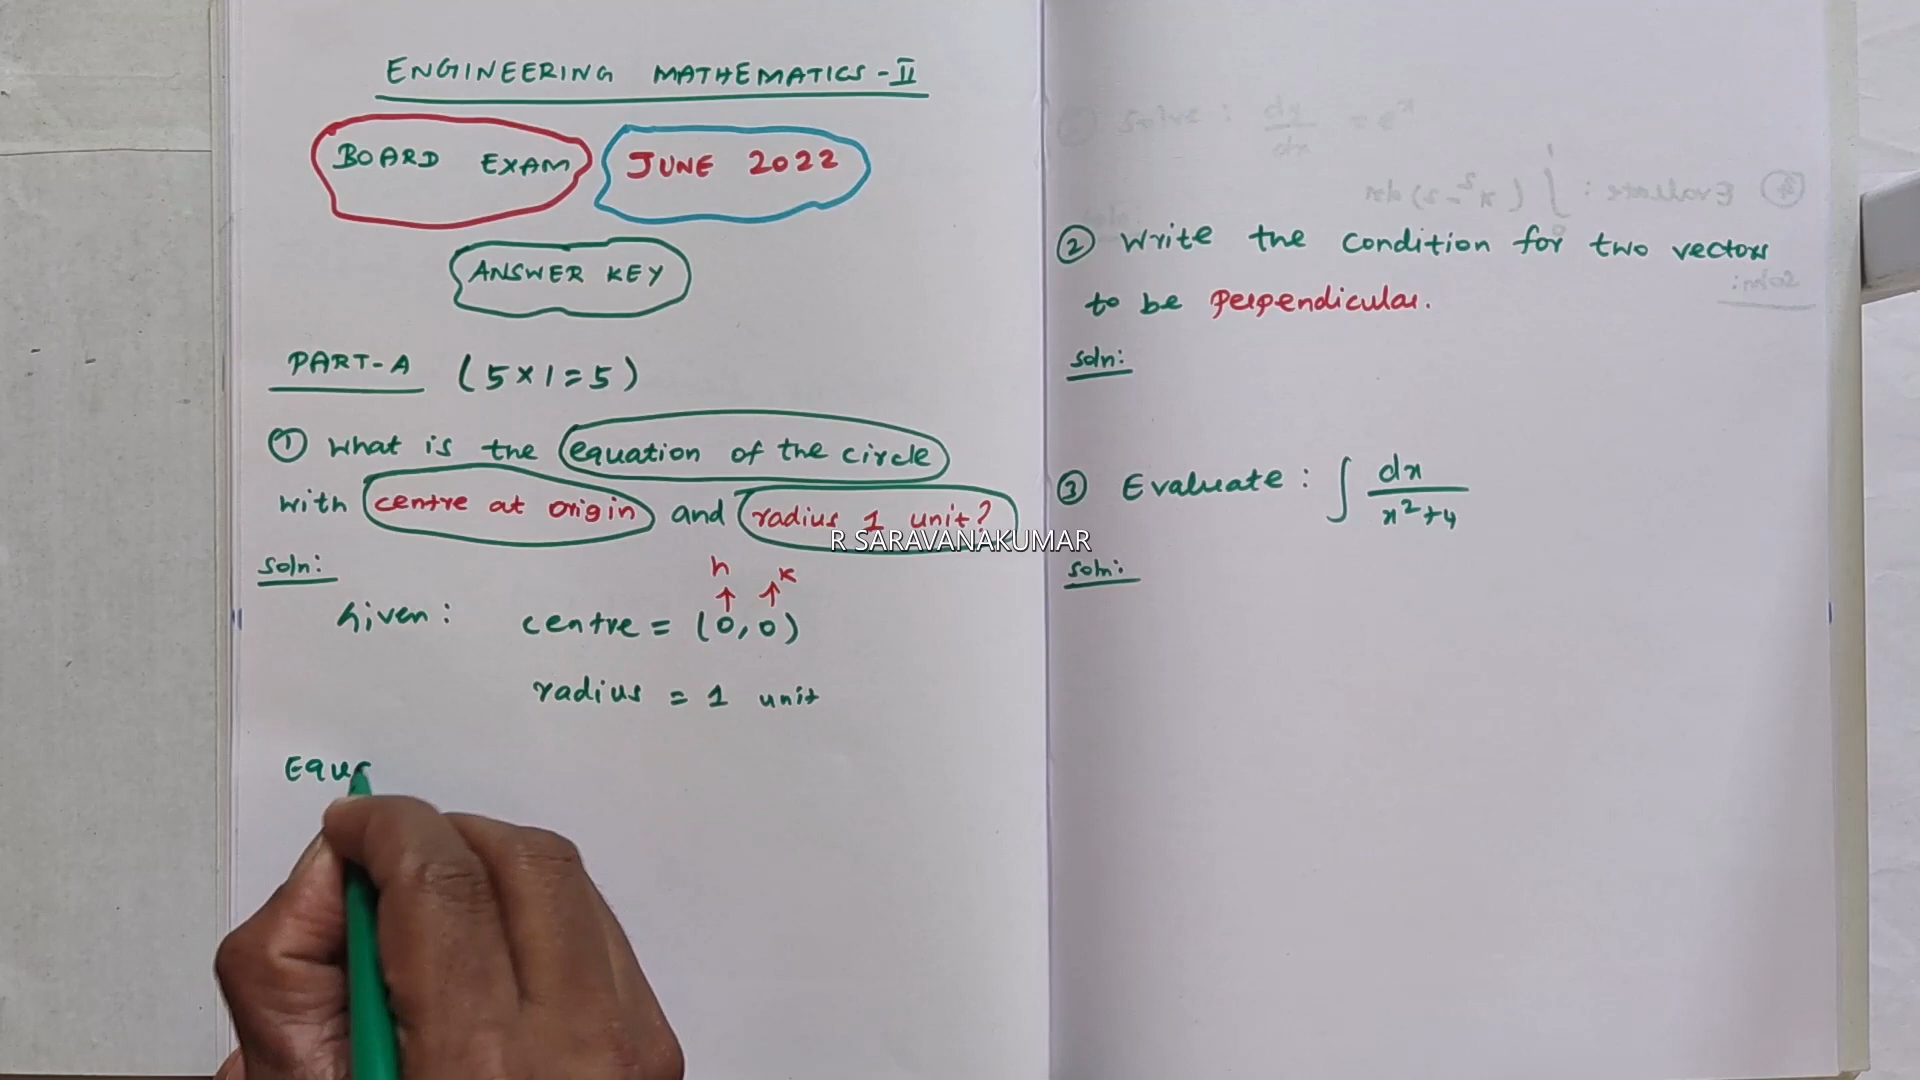 ENGINEERING MATHEMATICS - II
BOARD EXAM JUNE 2022
ANSWER KEY
PART-A (5×1=5)
① What is the equation of the circle
with centre at origin and radius 1 unit?
Soln:
h k
↑ ↑
Given: centre = (0,0)
radius = 1 unit
Equa
② Write the condition for two vectors
to be perpendicular.
Soln:
③ Evaluate: ∫ dx / x²+4
Soln:
R SARAVANAKUMAR